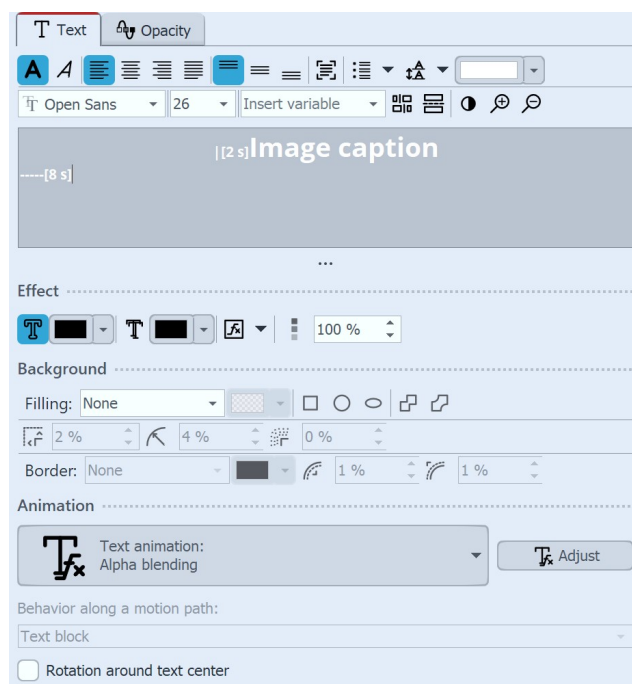 Text Opacity
A A
Open Sans 26 Insert variable
|[2 s]Image caption
-----[8 s]
...
Effect
100 %
Background
Filling: None
2 % 4 % 0 %
Border: None 1 % 1 %
Animation
Text animation:
Alpha blending
Adjust
Behavior along a motion path:
Text block
Rotation around text center